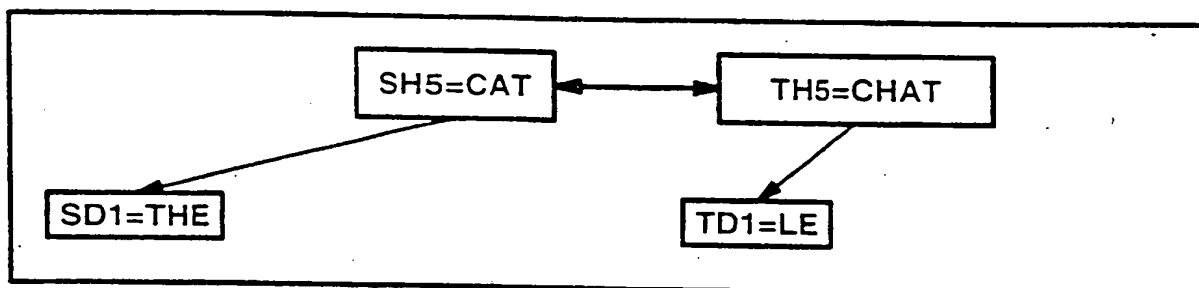 SH5=CAT
TH5=CHAT
SD1=THE
TD1=LE